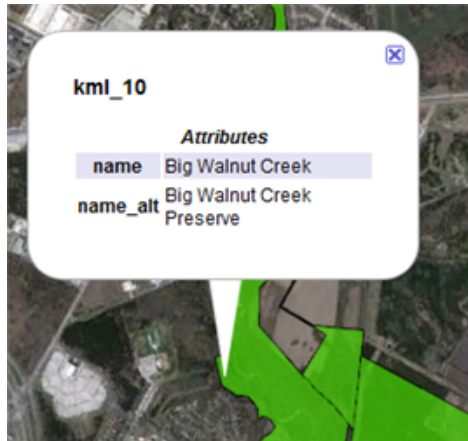 kml_10
Attributes
name Big Walnut Creek
name_alt Big Walnut Creek
Preserve